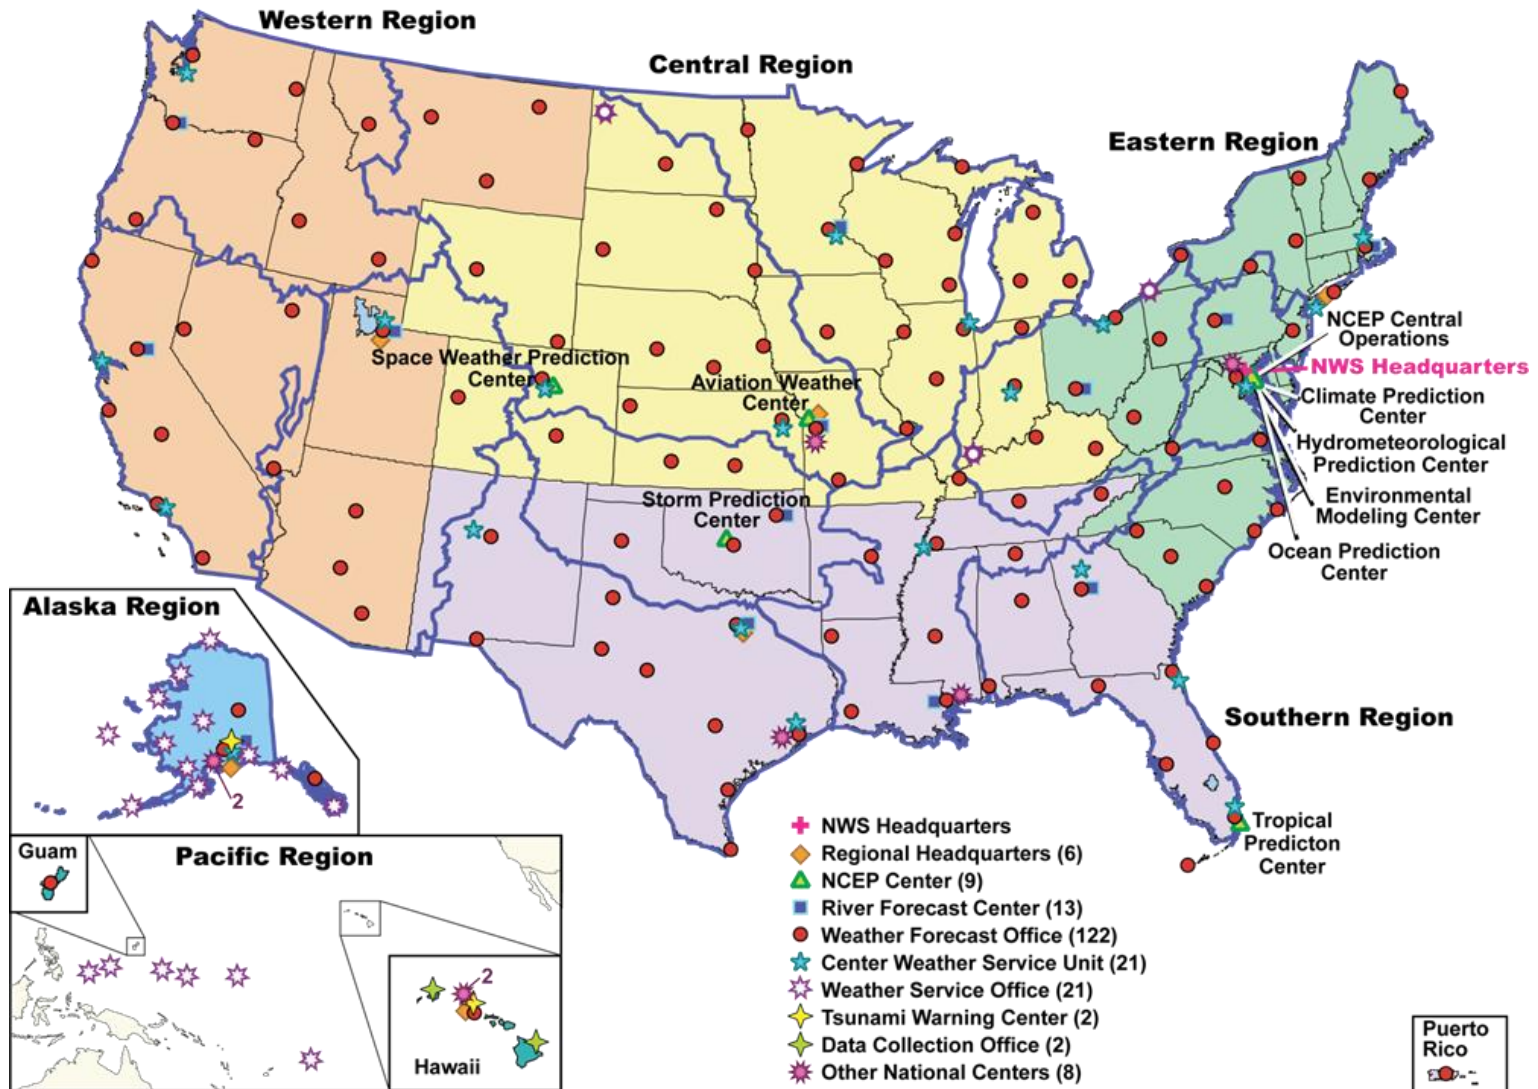 Western Region
Central Region
Eastern Region
NCEP Central
Operations
NWS Headquarters
Climate Prediction
Center
Hydrometeorological
Prediction Center
Environmental
Modeling Center
Ocean Prediction
Center
Space Weather Prediction
Center
Aviation Weather
Center
Storm Prediction
Center
Alaska Region
2
Southern Region
Tropical
Predicton
Center
Guam
Pacific Region
2
Hawaii
NWS Headquarters
Regional Headquarters (6)
NCEP Center (9)
River Forecast Center (13)
Weather Forecast Office (122)
Center Weather Service Unit (21)
Weather Service Office (21)
Tsunami Warning Center (2)
Data Collection Office (2)
Other National Centers (8)
Puerto
Rico